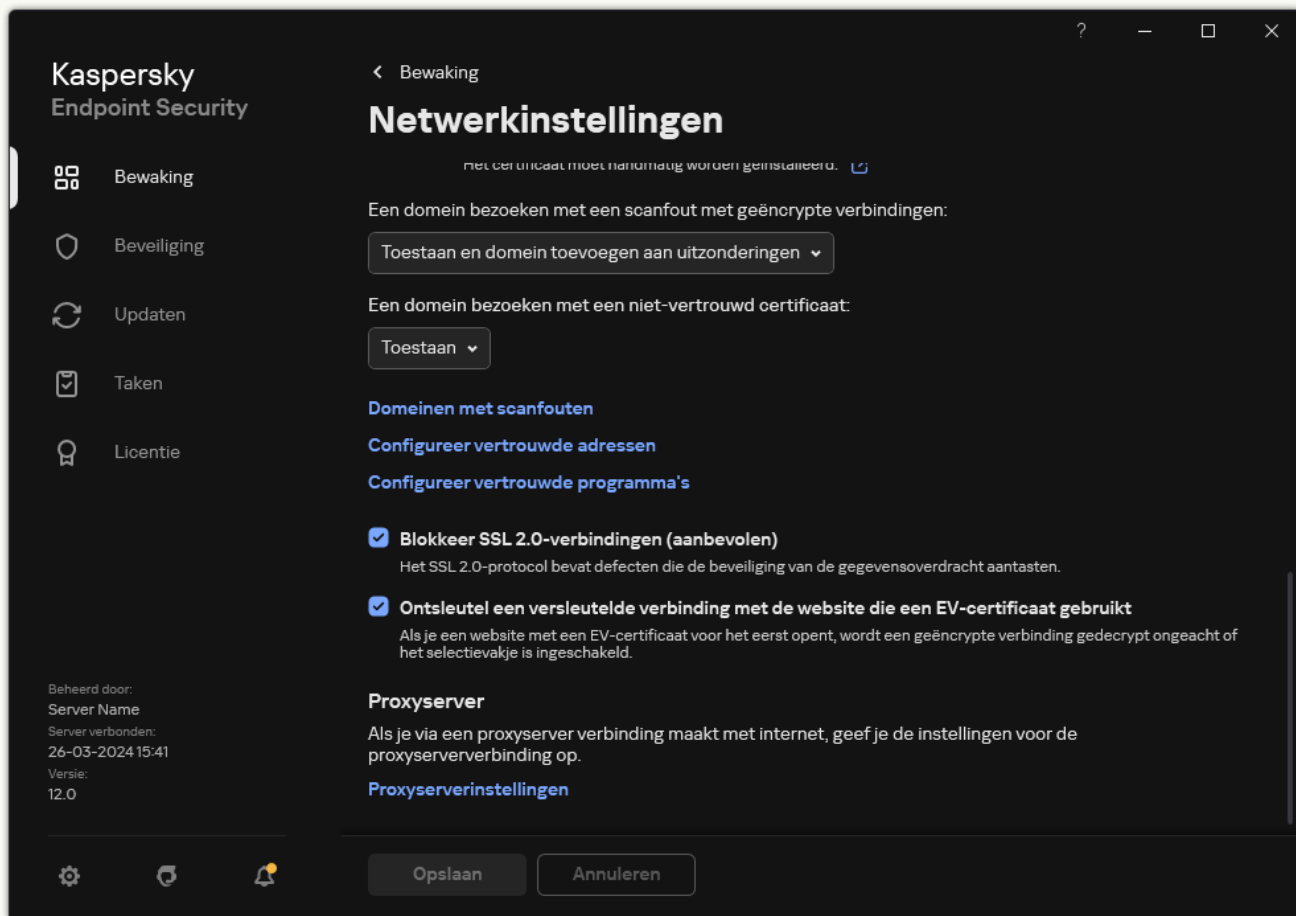 ?
Kaspersky
Endpoint Security
Bewaking
Beveiliging
Updaten
Taken
Licentie
Beheerd door:
Server Name
Server verbonden:
26-03-2024 15:41
Versie:
12.0
Bewaking
Netwerkinstellingen
Het certificaat moet handmatig worden geïnstalleerd.
Een domein bezoeken met een scanfout met geëncrypte verbindingen:
Toestaan en domein toevoegen aan uitzonderingen
Een domein bezoeken met een niet-vertrouwd certificaat:
Toestaan
Domeinen met scanfouten
Configureer vertrouwde adressen
Configureer vertrouwde programma's
Blokkeer SSL 2.0-verbindingen (aanbevolen)
Het SSL 2.0-protocol bevat defecten die de beveiliging van de gegevensoverdracht aantasten.
Ontsleutel een versleutelde verbinding met de website die een EV-certificaat gebruikt
Als je een website met een EV-certificaat voor het eerst opent, wordt een geëncrypte verbinding gedecrypt ongeacht of
het selectievakje is ingeschakeld.
Proxyserver
Als je via een proxyserver verbinding maakt met internet, geef je de instellingen voor de
proxyserververbinding op.
Proxyserverinstellingen
Opslaan
Annuleren